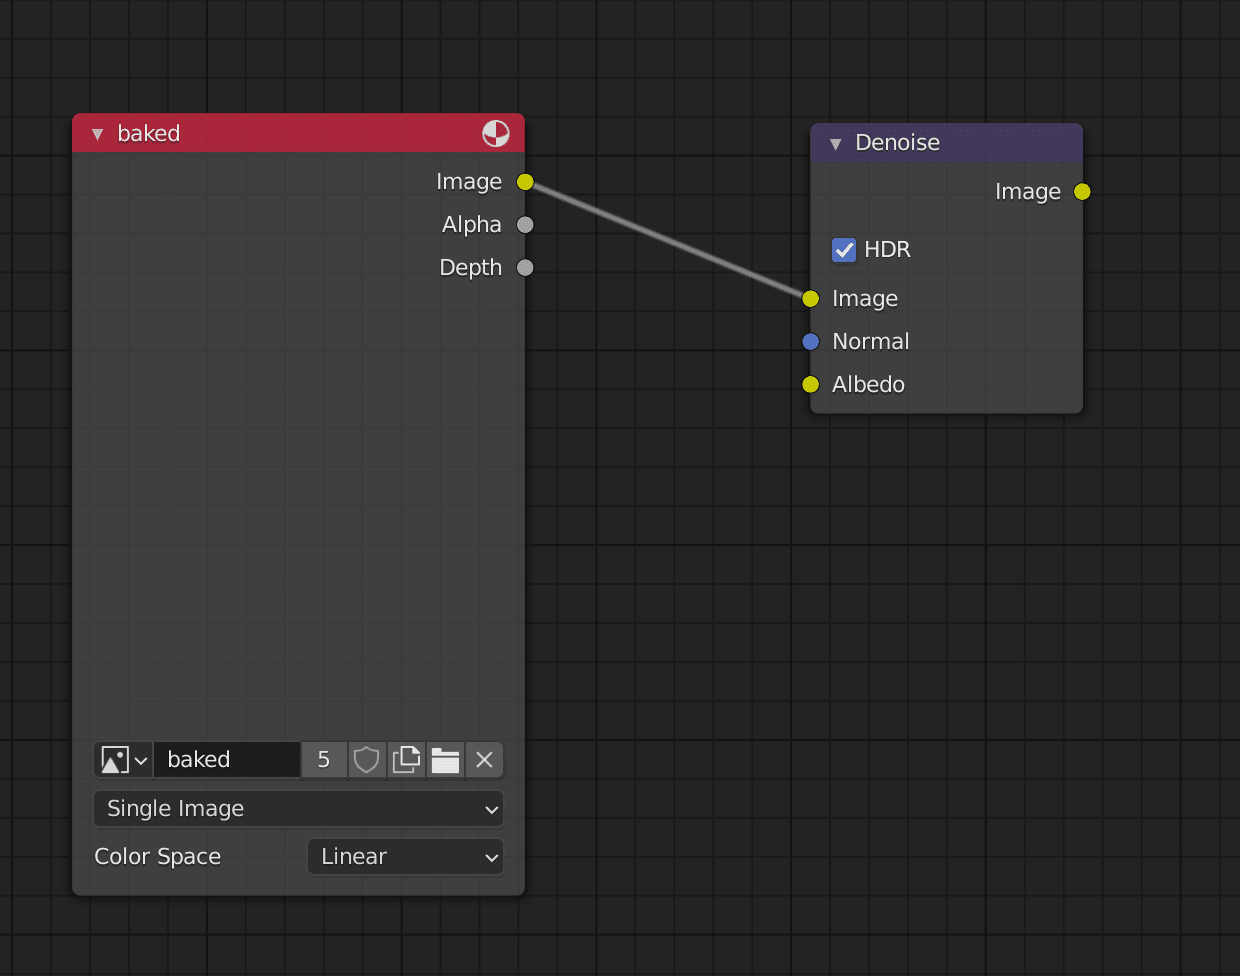 baked
Image
Alpha
Depth
baked 5
Single Image
Color Space Linear
Denoise
Image
HDR
Image
Normal
Albedo